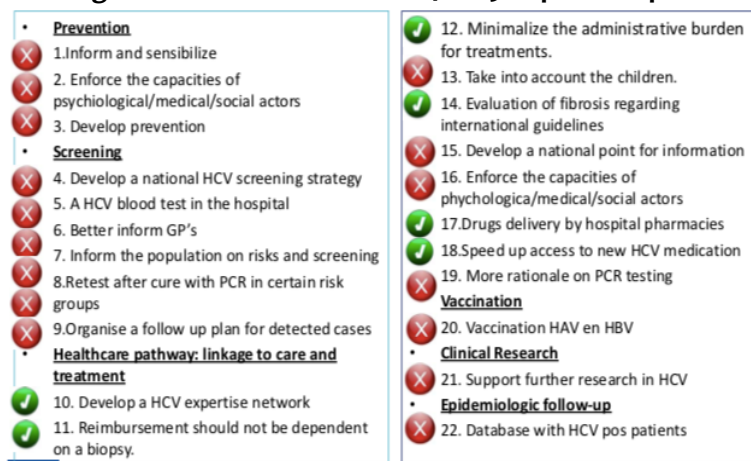 Prevention
1.Inform and sensibilize
2. Enforce the capacities of
psychiological/medical/social actors
3. Develop prevention
Screening
4. Develop a national HCV screening strategy
5. A HCV blood test in the hospital
6. Better inform GP's
7. Inform the population on risks and screening
8.Retest after cure with PCR in certain risk
groups
9.Organise a follow up plan for detected cases
Healthcare pathway: linkage to care and
treatment
10. Develop a HCV expertise network
11. Reimbursement should not be dependent
on a biopsy.
12. Minimalize the administrative burden
for treatments.
13. Take into account the children.
14. Evaluation of fibrosis regarding
international guidelines
15. Develop a national point for information
16. Enforce the capacities of
phychologica/medical/social actors
17.Drugs delivery by hospital pharmacies
18.Speed up access to new HCV medication
19. More rationale on PCR testing
Vaccination
20. Vaccination HAV en HBV
Clinical Research
21. Support further research in HCV
Epidemiologic follow-up
22. Database with HCV pos patients